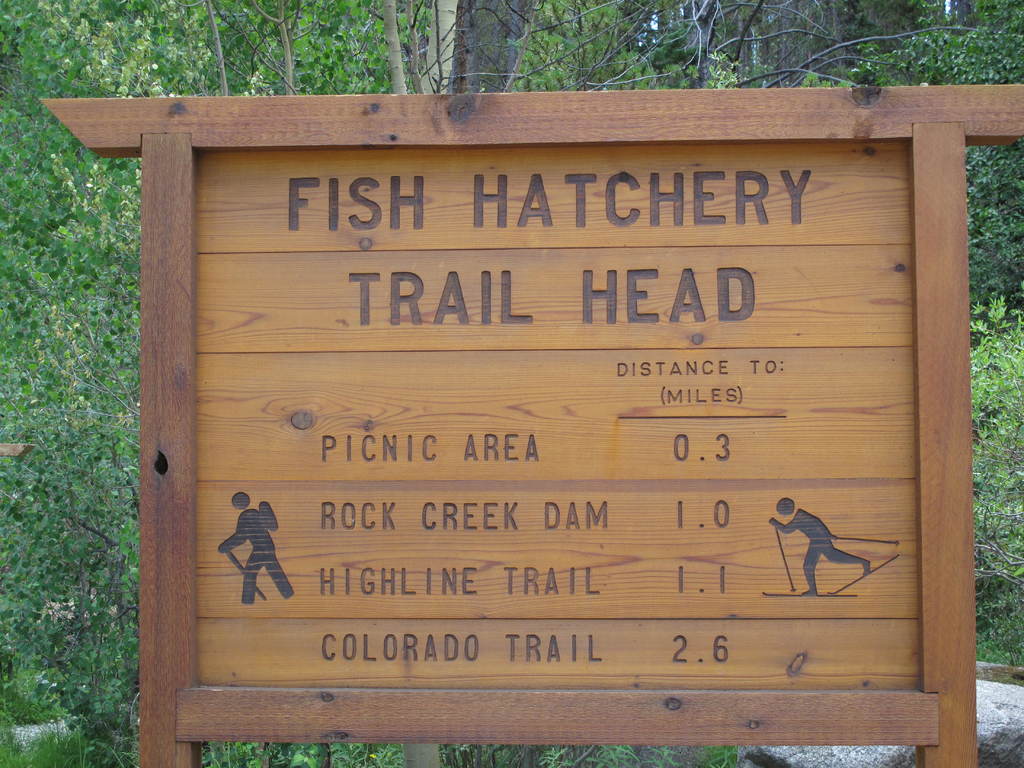 FISH HATCHERY
TRAIL HEAD
DISTANCE TO:
(MILES)
PICNIC AREA 0.3
ROCK CREEK DAM 1.0
HIGHLINE TRAIL 1.1
COLORADO TRAIL 2.6